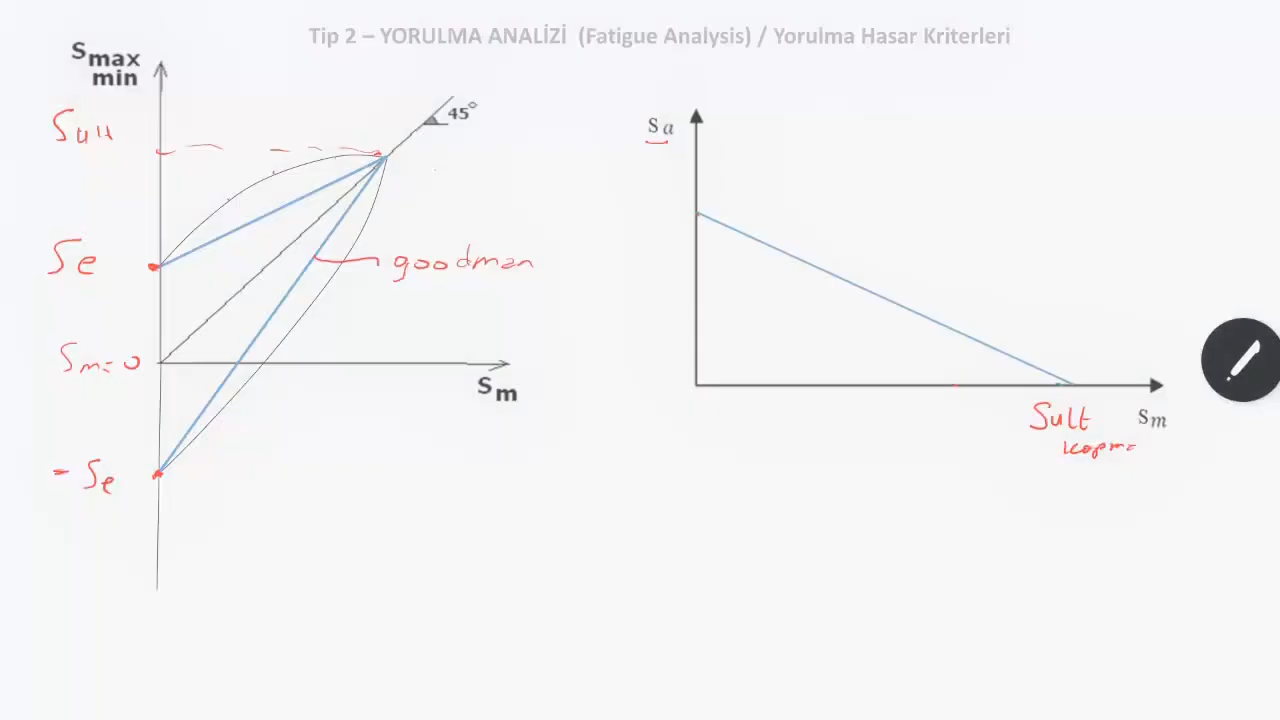 Tip 2 – YORULMA ANALİZİ (Fatigue Analysis) / Yorulma Hasar Kriterleri
Smax
min
Sult
45°
Se
goodman
Sm=0
Sm
-Se
Sa
Sult
Sm
kopma